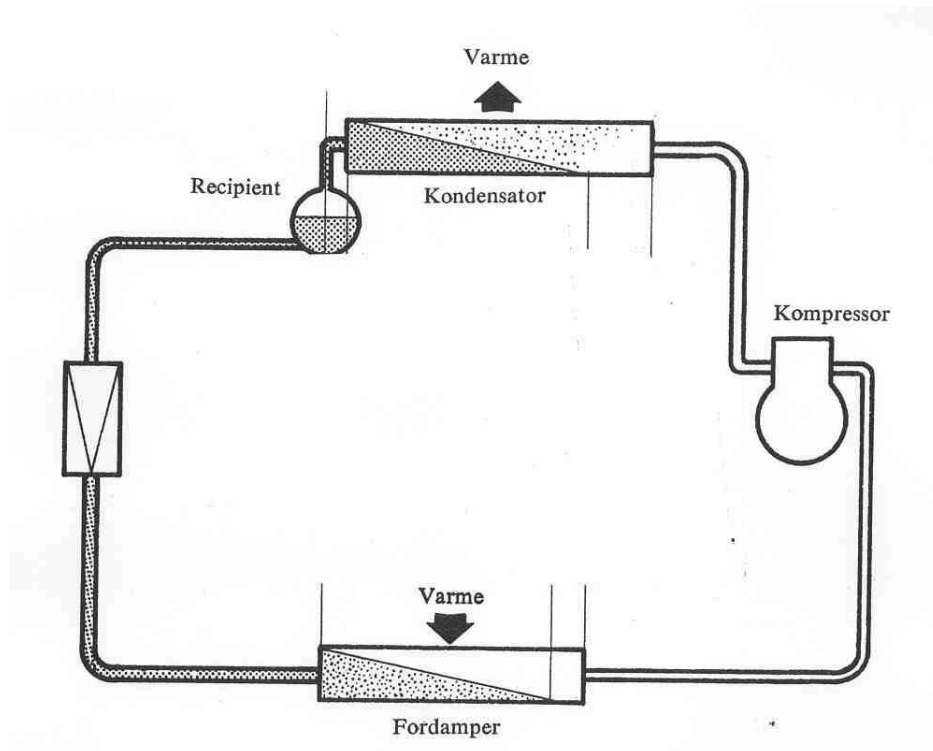 Varme
Recipient
Kondensator
Kompressor
Varme
Fordamper